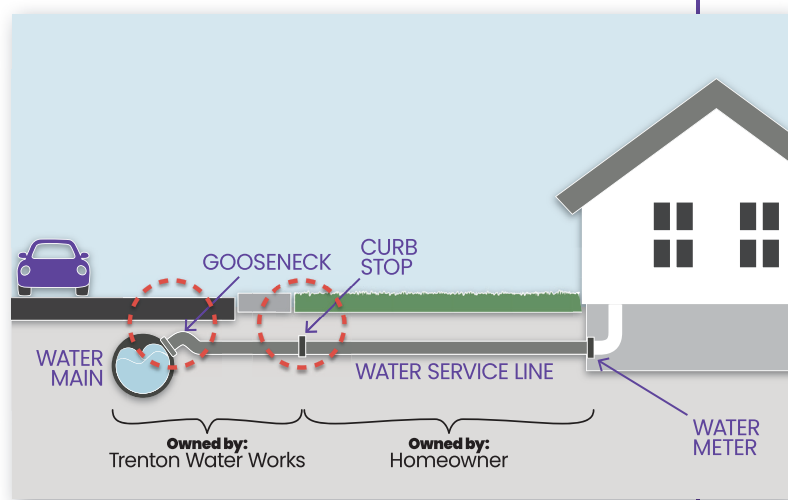 GOOSENECK
CURB
STOP
WATER
MAIN
WATER SERVICE LINE
WATER
METER
Owned by:
Trenton Water Works
Owned by:
Homeowner